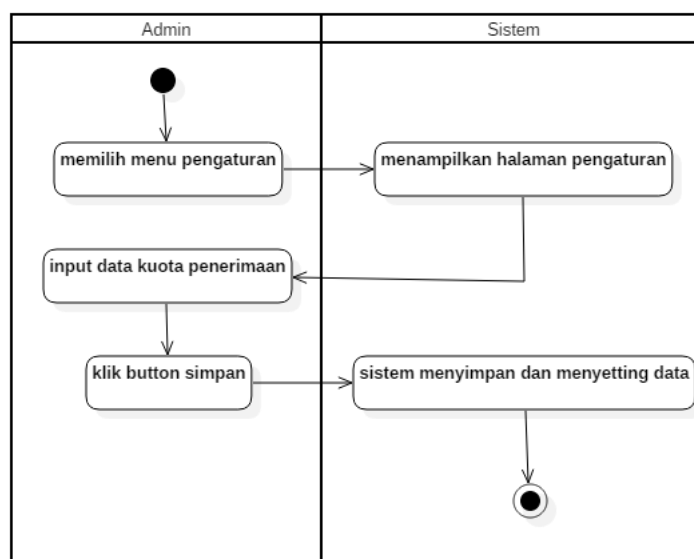 Admin
Sistem
memilih menu pengaturan
menampilkan halaman pengaturan
input data kuota penerimaan
klik button simpan
sistem menyimpan dan menyetting data